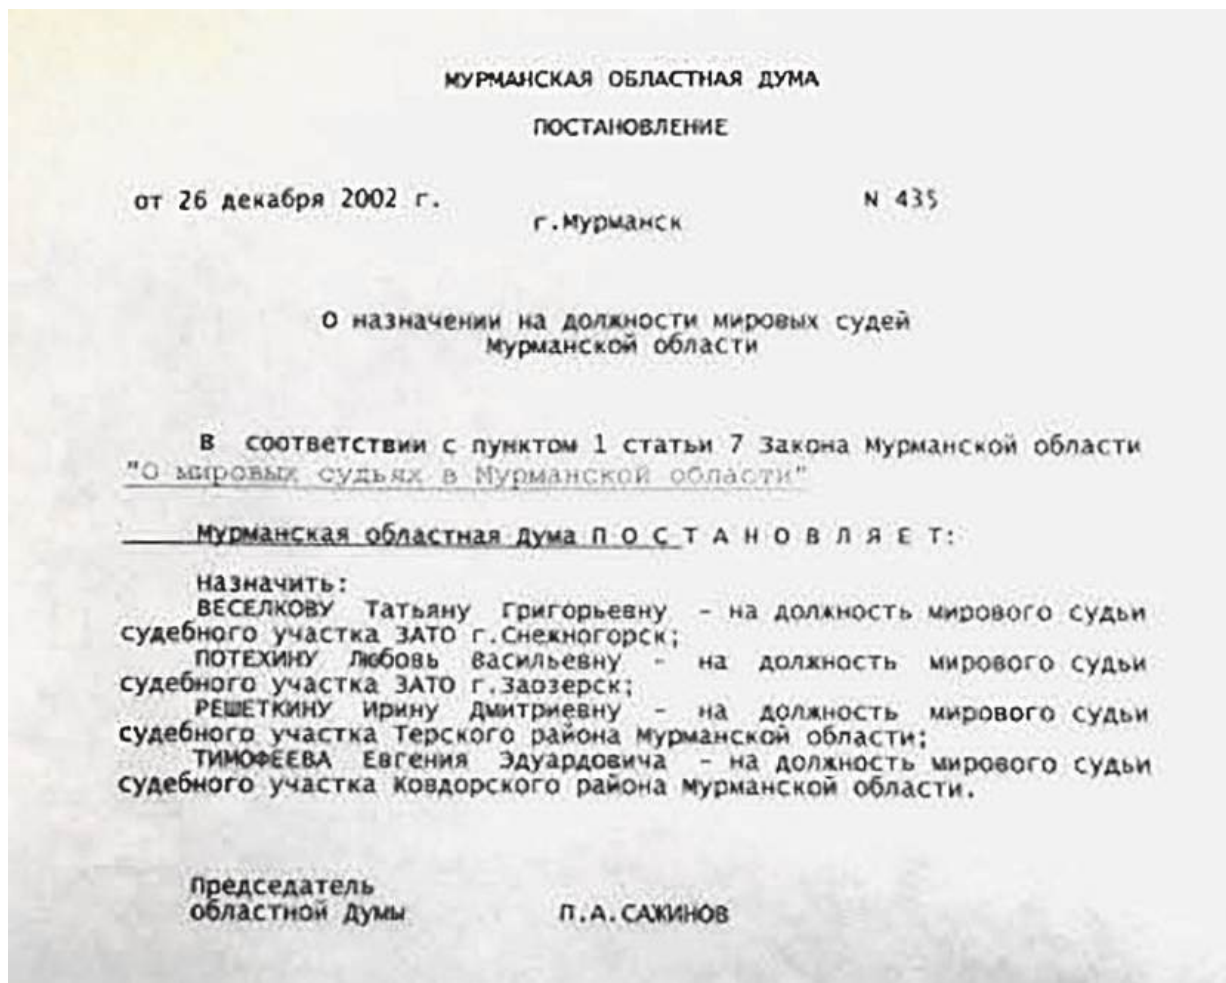 МУРМАНСКАЯ ОБЛАСТНАЯ ДУМА
ПОСТАНОВЛЕНИЕ
от 26 декабря 2002 г. N 435
г.Мурманск
О назначении на должности мировых судей
Мурманской области
В соответствии с пунктом 1 статьи 7 Закона Мурманской области
"О мировых судьях в Мурманской области"
Мурманская областная Дума П О С Т А Н О В Л Я Е Т:
Назначить:
ВЕСЕЛКОВУ Татьяну Григорьевну - на должность мирового судьи
судебного участка ЗАТО г.Снежногорск;
ПОТЕХИНУ Любовь Васильевну - на должность мирового судьи
судебного участка ЗАТО г.Заозерск;
РЕШЕТКИНУ Ирину Дмитриевну - на должность мирового судьи
судебного участка Терского района Мурманской области;
ТИМОФЕЕВА Евгения Эдуардовича - на должность мирового судьи
судебного участка Ковдорского района Мурманской области.
Председатель
областной Думы П.А.САЖИНОВ